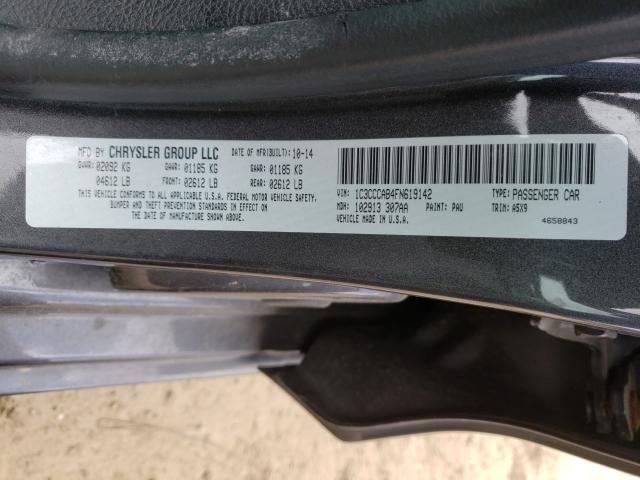 MFD BY CHRYSLER GROUP LLC DATE OF MFR(BUILT): 10-14
GVWR: 02092 KG GAWR: 01185 KG GAWR: 01185 KG
04612 LB FRONT: 02612 LB REAR: 02612 LB
THIS VEHICLE CONFORMS TO ALL APPLICABLE U.S.A. FEDERAL MOTOR VEHICLE SAFETY,
BUMPER AND THEFT PREVENTION STANDARDS IN EFFECT ON
THE DATE OF MANUFACTURE SHOWN ABOVE.
VIN: 1C3CCCAB4FN619142 TYPE: PASSENGER CAR
MDH: 102913 307AA PAINT: PAU TRIM: A5X9
VEHICLE MADE IN U.S.A. 4658843